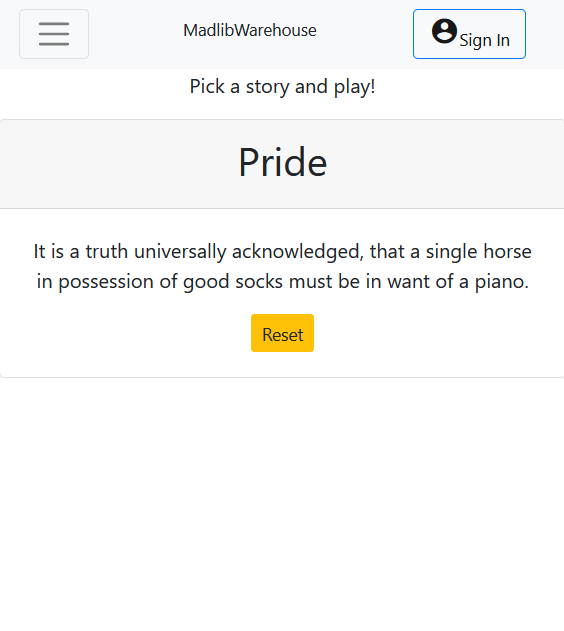 MadlibWarehouse
Sign In
Pick a story and play!
Pride
It is a truth universally acknowledged, that a single horse
in possession of good socks must be in want of a piano.
Reset